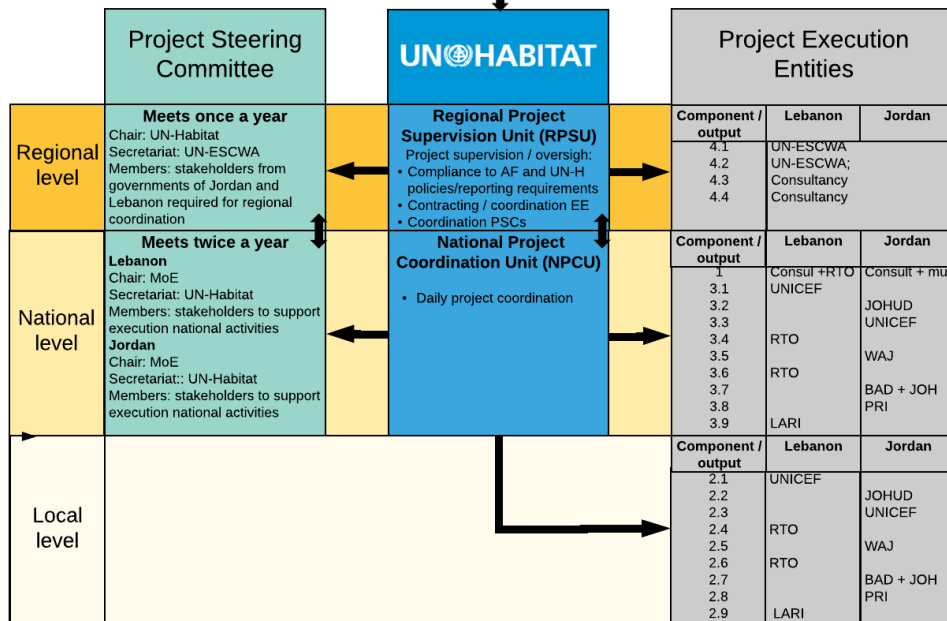 Project Steering
Committee
UN HABITAT
Project Execution
Entities
Regional
level
Meets once a year
Chair: UN-Habitat
Secretariat: UN-ESCWA
Members: stakeholders from
governments of Jordan and
Lebanon required for regional
coordination
Regional Project
Supervision Unit (RPSU)
Project supervision / oversigh:
• Compliance to AF and UN-H
policies/reporting requirements
• Contracting / coordination EE
• Coordination PSCs
Component / output Lebanon Jordan
4.1 UN-ESCWA
4.2 UN-ESCWA;
4.3 Consultancy
4.4 Consultancy
National
level
Meets twice a year
Lebanon
Chair: MoE
Secretariat: UN-Habitat
Members: stakeholders to support
execution national activities
Jordan
Chair: MoE
Secretariat:: UN-Habitat
Members: stakeholders to support
execution national activities
National Project
Coordination Unit (NPCU)
• Daily project coordination
Component / output Lebanon Jordan
1 Consul +RTO Consult + mu
3.1 UNICEF
3.2 JOHUD
3.3 UNICEF
3.4 RTO
3.5 WAJ
3.6 RTO
3.7 BAD + JOH
3.8 PRI
3.9 LARI
Local
level
Component / output Lebanon Jordan
2.1 UNICEF
2.2 JOHUD
2.3 UNICEF
2.4 RTO
2.5 WAJ
2.6 RTO
2.7 BAD + JOH
2.8 PRI
2.9 LARI